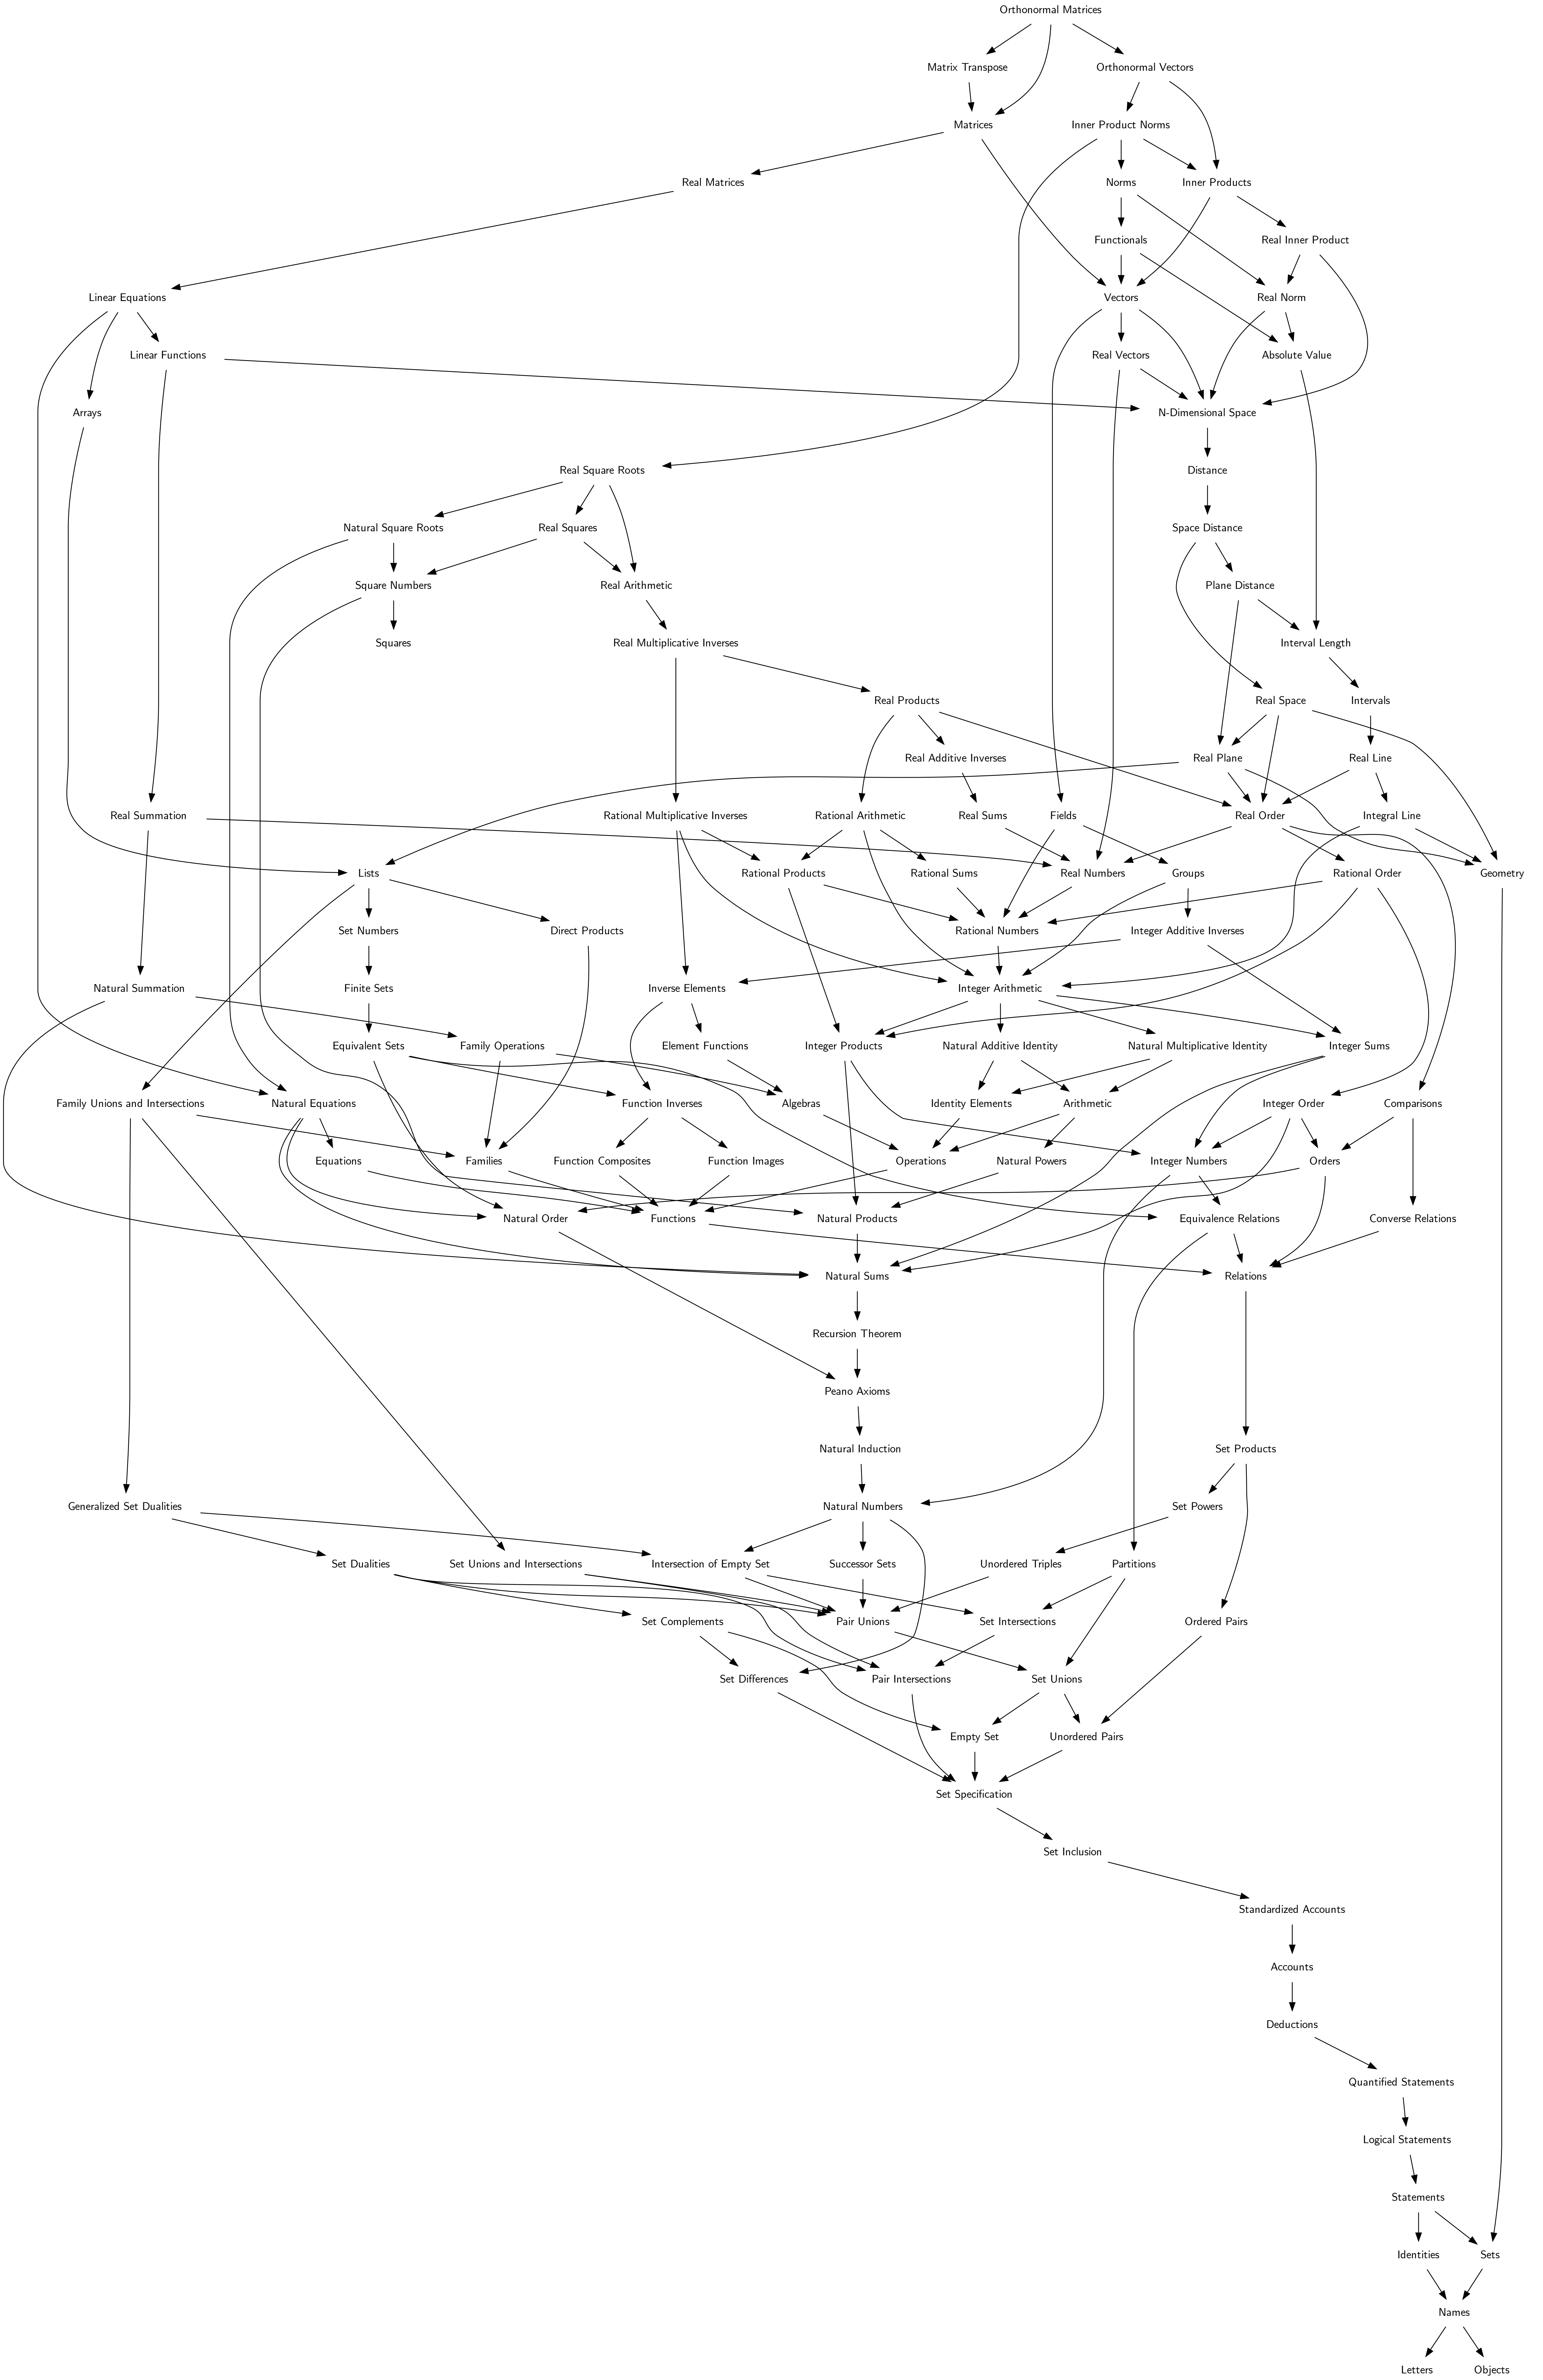 Orthonormal Matrices
Matrix Transpose
Orthonormal Vectors
Matrices
Inner Product Norms
Real Matrices
Norms
Inner Products
Functionals
Real Inner Product
Linear Equations
Vectors
Real Norm
Linear Functions
Real Vectors
Absolute Value
Arrays
N-Dimensional Space
Real Square Roots
Distance
Natural Square Roots
Real Squares
Space Distance
Square Numbers
Real Arithmetic
Plane Distance
Squares
Real Multiplicative Inverses
Interval Length
Real Products
Real Space
Intervals
Real Additive Inverses
Real Plane
Real Line
Real Summation
Rational Multiplicative Inverses
Rational Arithmetic
Real Sums
Fields
Real Order
Integral Line
Lists
Rational Products
Rational Sums
Real Numbers
Groups
Rational Order
Geometry
Set Numbers
Direct Products
Rational Numbers
Integer Additive Inverses
Natural Summation
Finite Sets
Inverse Elements
Integer Arithmetic
Equivalent Sets
Family Operations
Element Functions
Integer Products
Natural Additive Identity
Natural Multiplicative Identity
Integer Sums
Family Unions and Intersections
Natural Equations
Function Inverses
Algebras
Identity Elements
Arithmetic
Integer Order
Comparisons
Equations
Families
Function Composites
Function Images
Operations
Natural Powers
Integer Numbers
Orders
Natural Order
Functions
Natural Products
Equivalence Relations
Converse Relations
Natural Sums
Relations
Recursion Theorem
Peano Axioms
Natural Induction
Set Products
Generalized Set Dualities
Natural Numbers
Set Powers
Set Dualities
Set Unions and Intersections
Intersection of Empty Set
Successor Sets
Unordered Triples
Partitions
Set Complements
Pair Unions
Set Intersections
Ordered Pairs
Set Differences
Pair Intersections
Set Unions
Empty Set
Unordered Pairs
Set Specification
Set Inclusion
Standardized Accounts
Accounts
Deductions
Quantified Statements
Logical Statements
Statements
Identities
Sets
Names
Letters
Objects